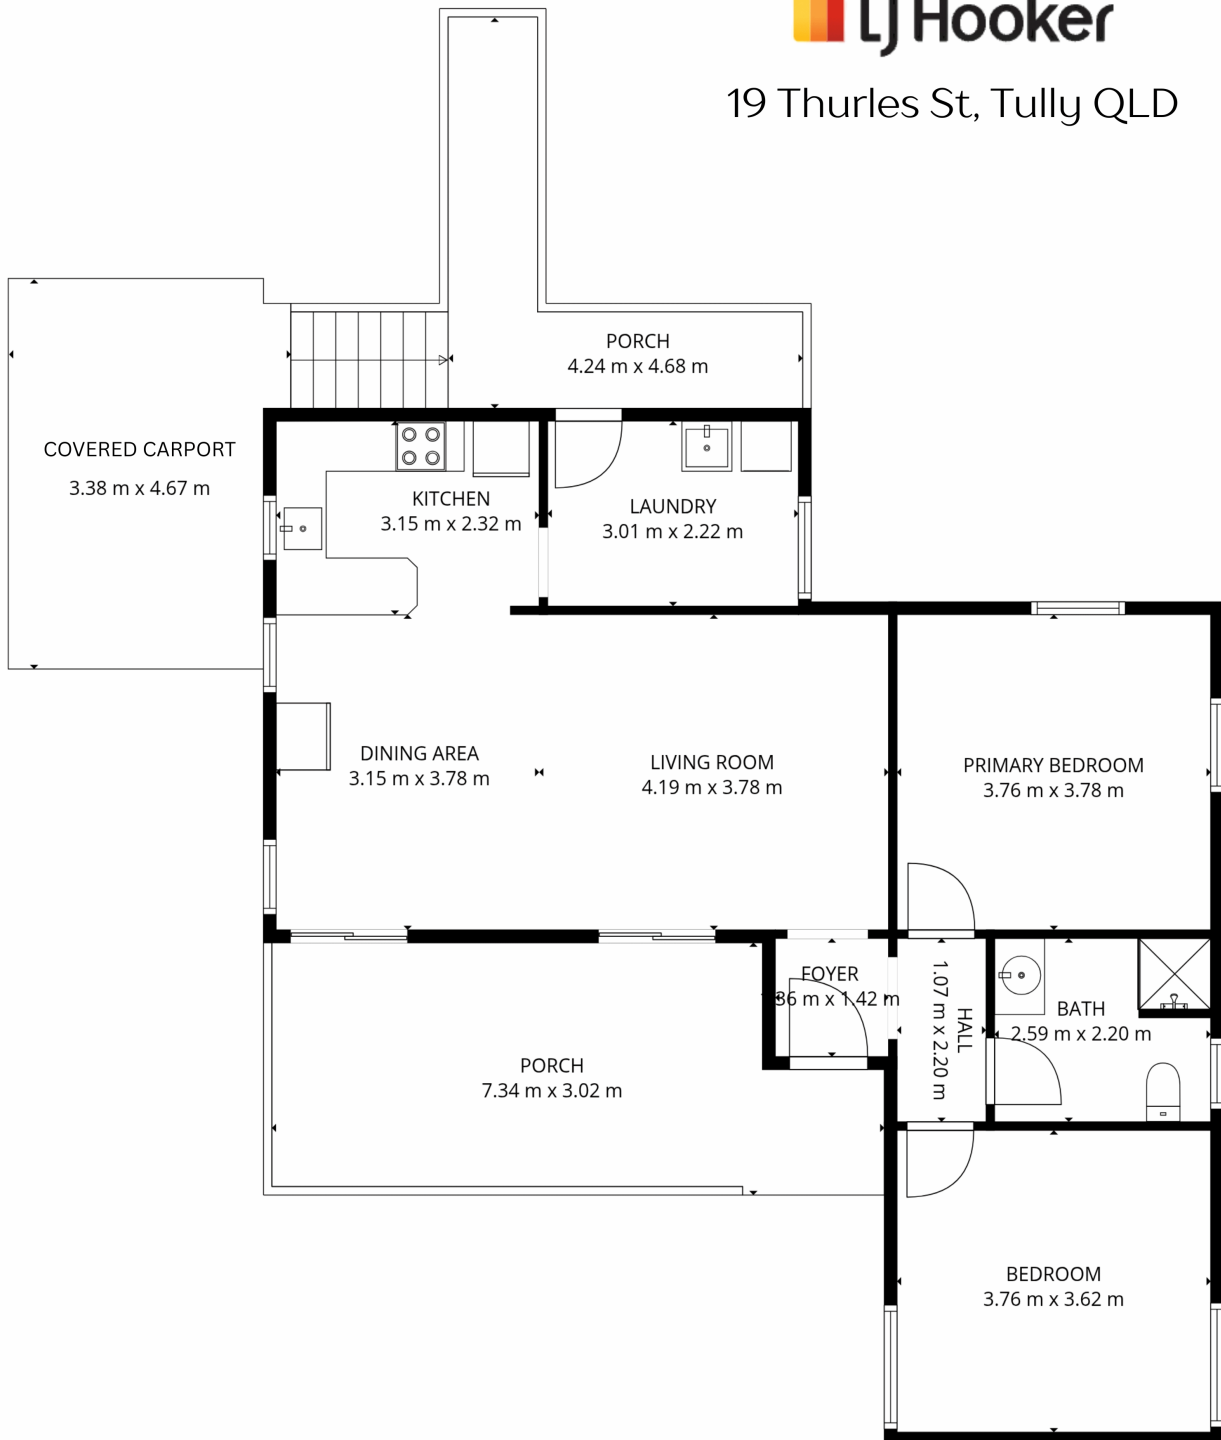 LJ Hooker
19 Thurles St, Tully QLD
PORCH
4.24 m x 4.68 m
COVERED CARPORT
3.38 m x 4.67 m
KITCHEN
3.15 m x 2.32 m
LAUNDRY
3.01 m x 2.22 m
DINING AREA
3.15 m x 3.78 m
LIVING ROOM
4.19 m x 3.78 m
PRIMARY BEDROOM
3.76 m x 3.78 m
FOYER
m x 1.42 m
HALL
1.07 m x 2.20 m
BATH
2.59 m x 2.20 m
PORCH
7.34 m x 3.02 m
BEDROOM
3.76 m x 3.62 m